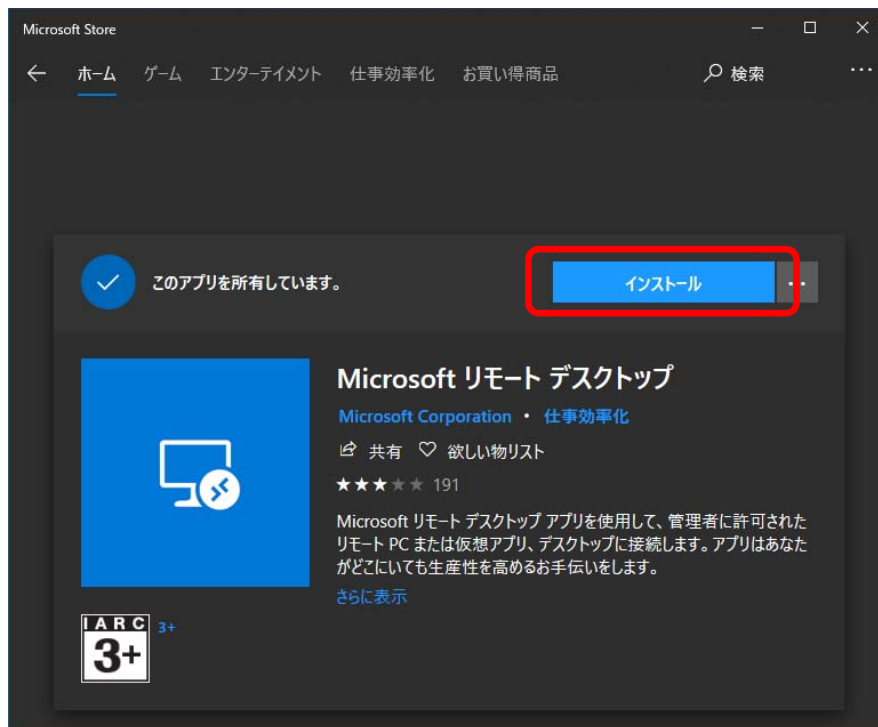 Microsoft Store
ホーム ゲーム エンターテイメント 仕事効率化 お買い得商品 検索
このアプリを所有しています。
インストール
Microsoft リモート デスクトップ
Microsoft Corporation • 仕事効率化
共有 欲しい物リスト
★★★★★ 191
Microsoft リモート デスクトップ アプリを使用して、管理者に許可された
リモート PC または仮想アプリ、デスクトップに接続します。アプリはあなた
がどこにいても生産性を高めるお手伝いをします。
さらに表示
IARC
3+
3+